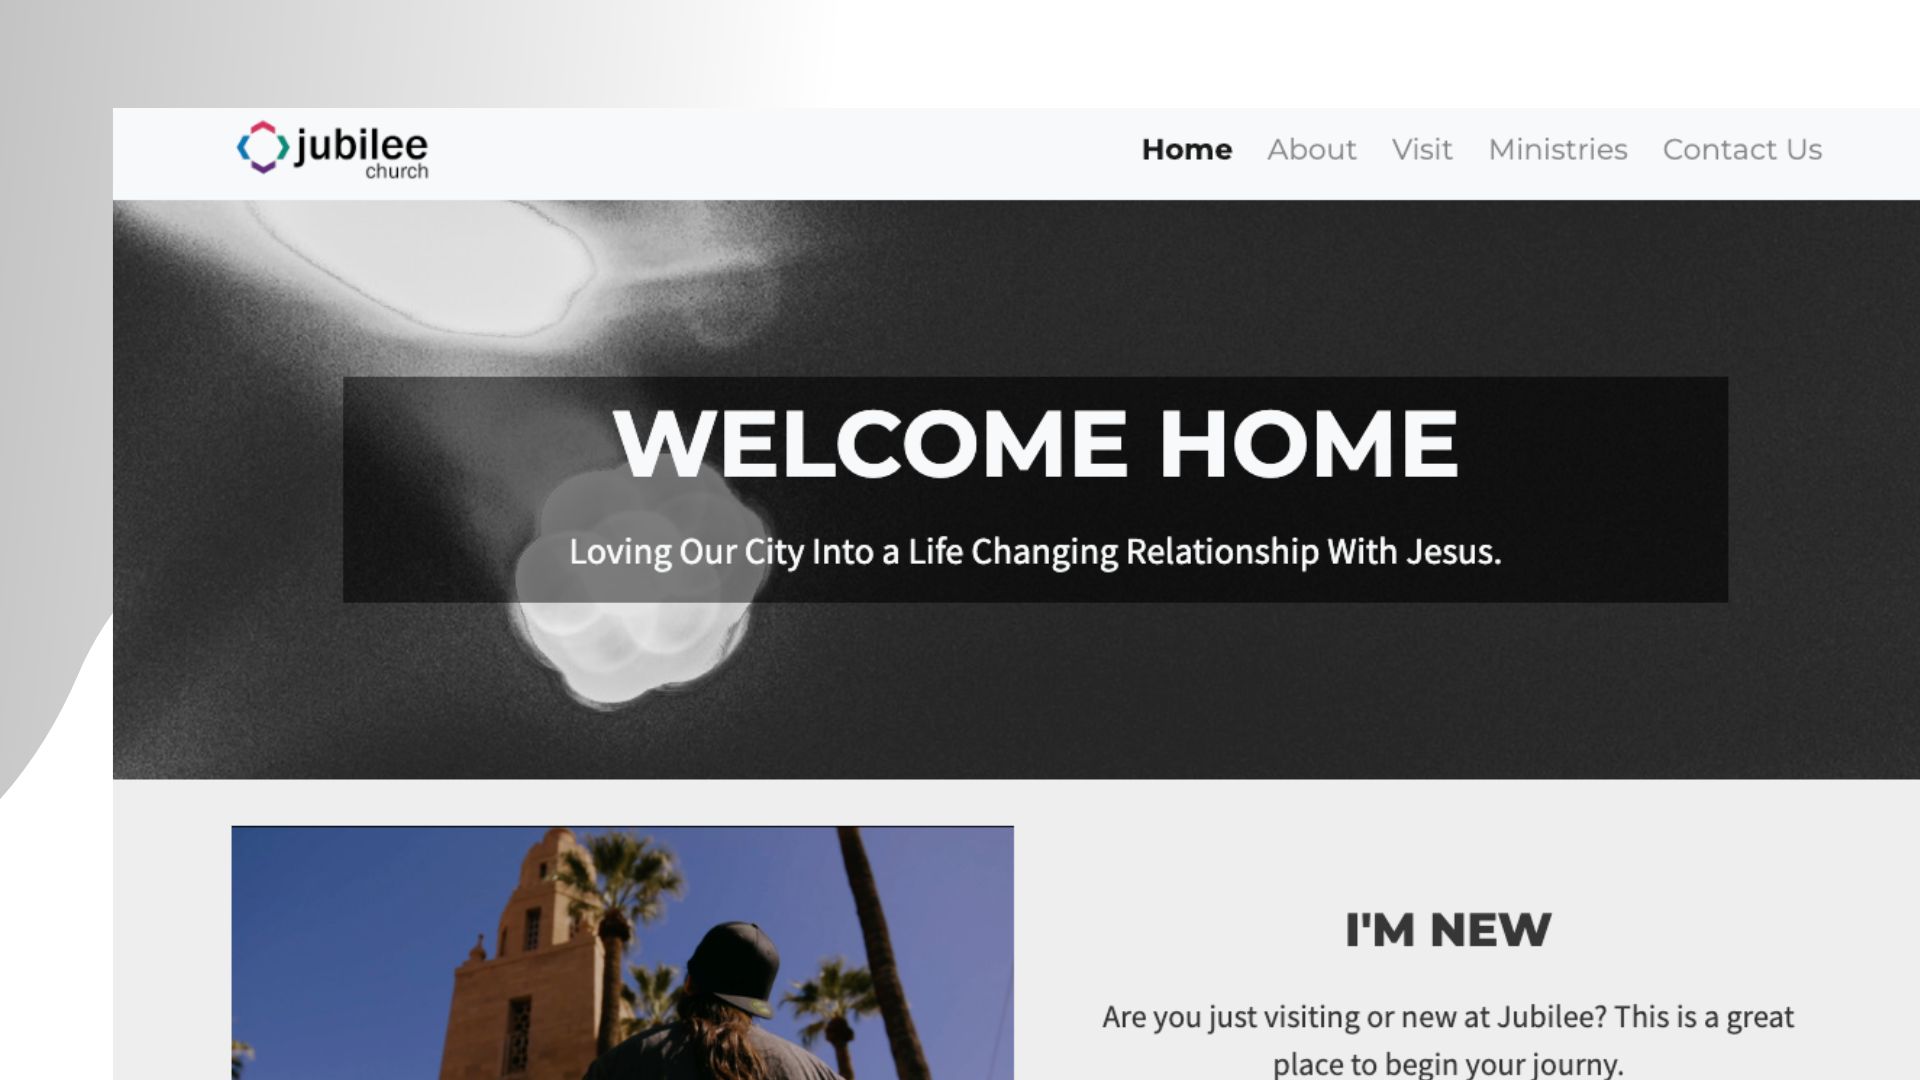 jubilee
church
Home About Visit Ministries Contact Us
WELCOME HOME
Loving Our City Into a Life Changing Relationship With Jesus.
I'M NEW
Are you just visiting or new at Jubilee? This is a great
place to begin your journy.